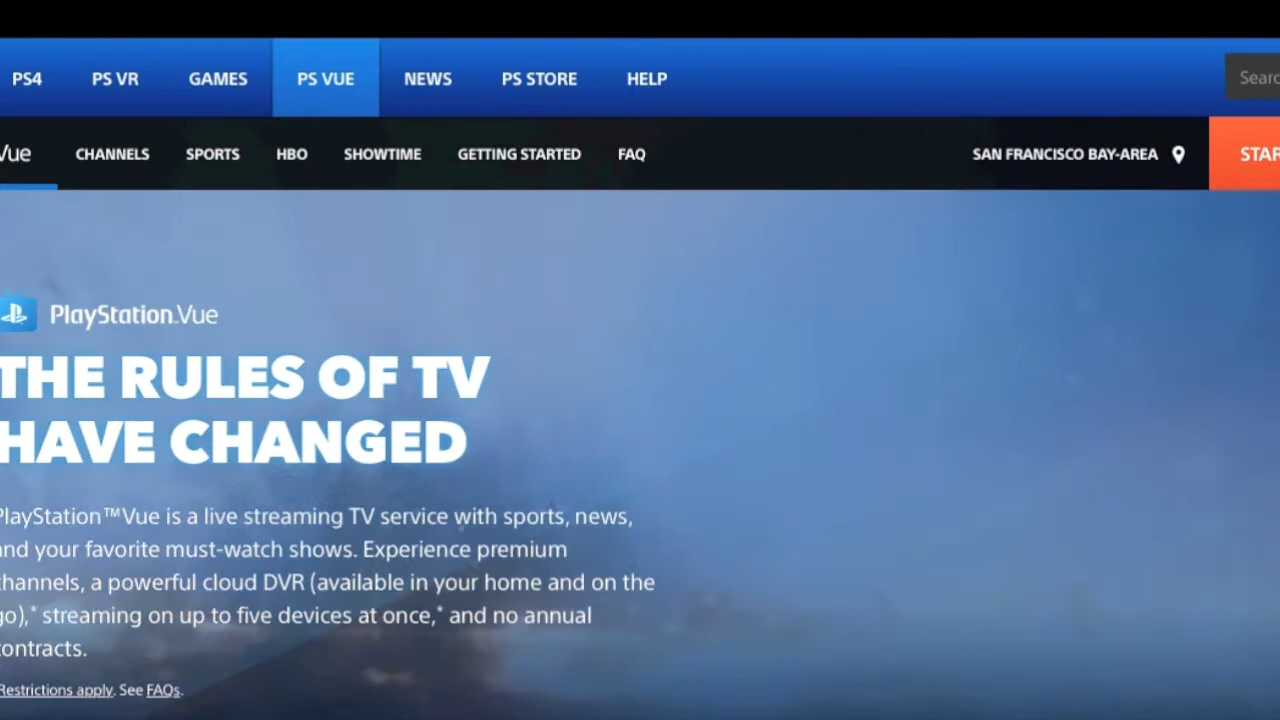 PS4 PS VR GAMES PS VUE NEWS PS STORE HELP Searc
Vue CHANNELS SPORTS HBO SHOWTIME GETTING STARTED FAQ SAN FRANCISCO BAY-AREA STAR
PlayStation™Vue
THE RULES OF TV
HAVE CHANGED
PlayStation™Vue is a live streaming TV service with sports, news,
and your favorite must-watch shows. Experience premium
channels, a powerful cloud DVR (available in your home and on the
go),* streaming on up to five devices at once,* and no annual
contracts.
Restrictions apply. See FAQs.